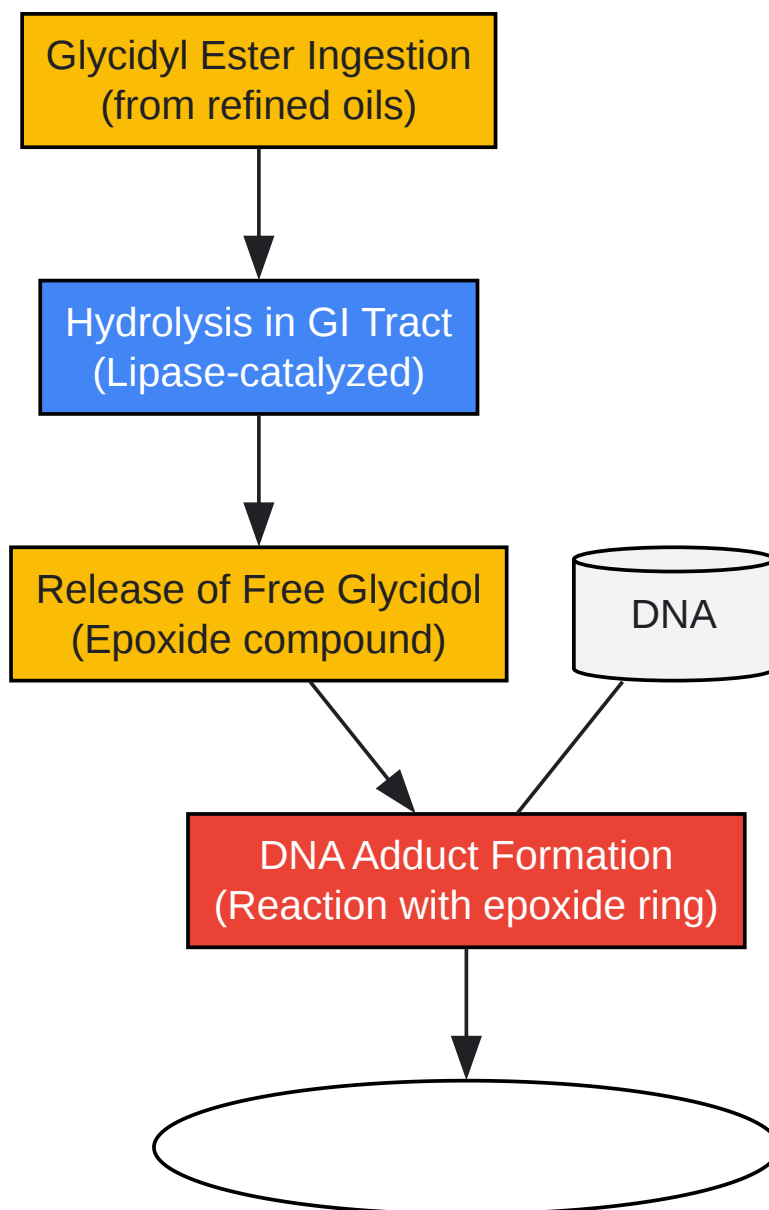 Glycidyl Ester Ingestion
(from refined oils)
Hydrolysis in GI Tract
(Lipase-catalyzed)
Release of Free Glycidol
(Epoxide compound)
DNA
DNA Adduct Formation
(Reaction with epoxide ring)